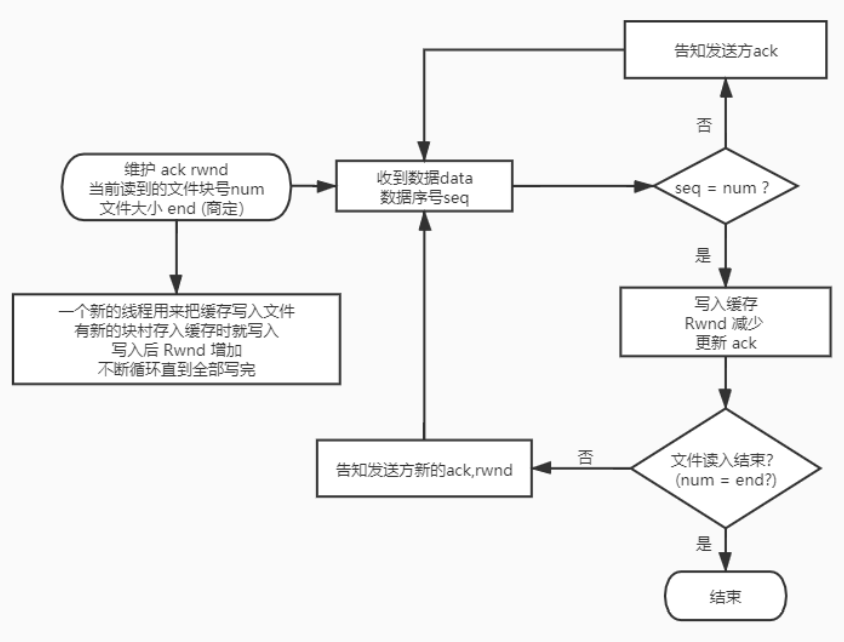 告知发送方ack
否
维护 ack rwnd
当前读到的文件块号num
文件大小 end (商定)
收到数据data
数据序号seq
seq = num ?
是
一个新的线程用来把缓存写入文件
有新的块村存入缓存时就写入
写入后 Rwnd 增加
不断循环直到全部写完
写入缓存
Rwnd 减少
更新 ack
告知发送方新的ack,rwnd
否
文件读入结束?
(num = end?)
是
结束